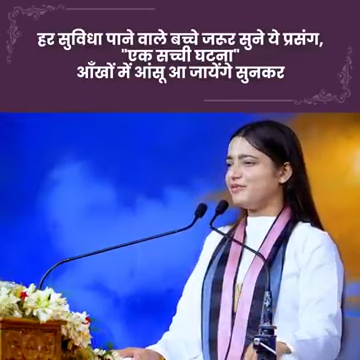 हर सुविधा पाने वाले बच्चे जरूर सुने ये प्रसंग,
"एक सच्ची घटना"
आँखों में आंसू आ जायेंगे सुनकर